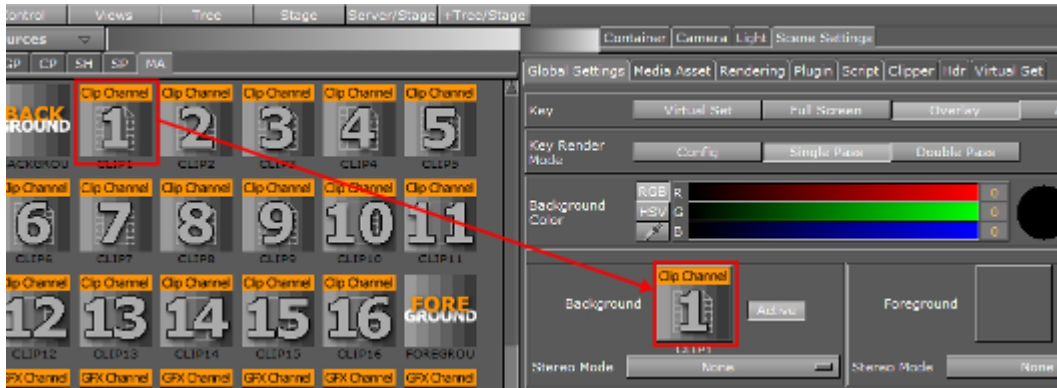 Control Views Tree Stage Server/Stage +Tree/Stage
Container Camera Light Scene Settings
GP CP SH SP MA
Global Settings Media Asset Rendering Plugin Script Clipper Hdr Virtual Set
Clip Channel Clip Channel Clip Channel Clip Channel Clip Channel
BACK
GROUND 1 2 3 4 5
CLIP1 CLIP2 CLIP3 CLIP4 CLIP5
Key Virtual Set Full Screen Overlay
Key Render
Mode Config Single Pass Double Pass
Clip Channel Clip Channel Clip Channel Clip Channel Clip Channel Clip Channel
6 7 8 9 10 11
CLIP6 CLIP7 CLIP8 CLIP9 CLIP10 CLIP11
Background
Color
RGB R 0
HSV G 0
B 0
Clip Channel Clip Channel Clip Channel Clip Channel Clip Channel
12 13 14 15 16 FORE
GROUND
CLIP12 CLIP13 CLIP14 CLIP15 CLIP16 FOREGROU
GFX Channel GFX Channel GFX Channel GFX Channel GFX Channel GFX Channel
Clip Channel
Background 1 Active Foreground
CLIP1
Stereo Mode None Stereo Mode None